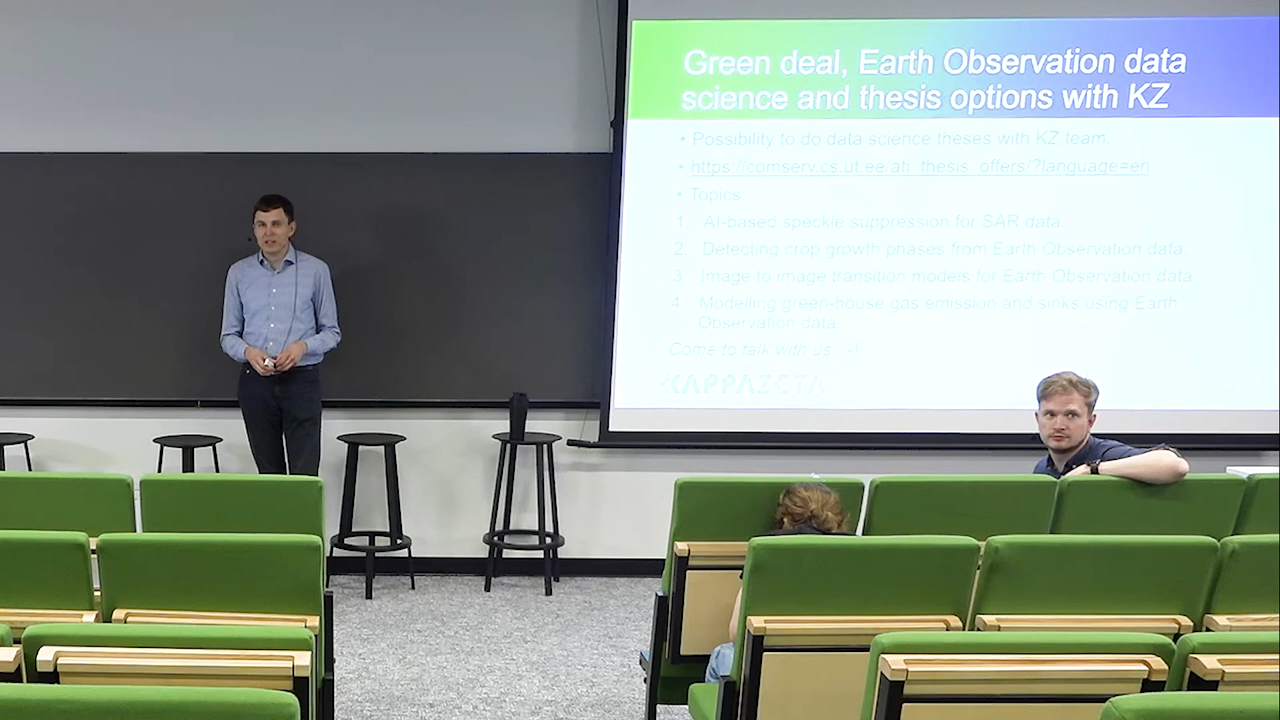 Green deal, Earth Observation data
science and thesis options with KZ
• Possibility to do data science theses with KZ team.
• https://comserv.cs.ut.ee/ati_thesis_offers/?language=en
• Topics:
1. AI-based speckle suppression for SAR data.
2. Detecting crop growth phases from Earth Observation data.
3. Image to image transition models for Earth Observation data.
4. Modelling green-house gas emission and sinks using Earth
Observation data.
Come to talk with us :-)
KAPPAZETA